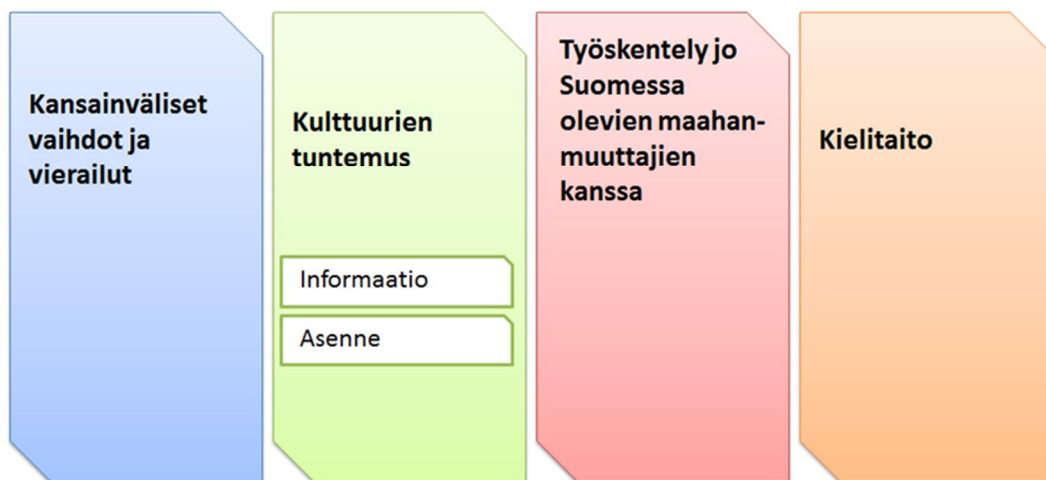 Kansainväliset
vaihdot ja
vierailut
Kulttuurien
tuntemus
Informaatio
Asenne
Työskentely jo
Suomessa
olevien maahan-
muuttajien
kanssa
Kielitaito